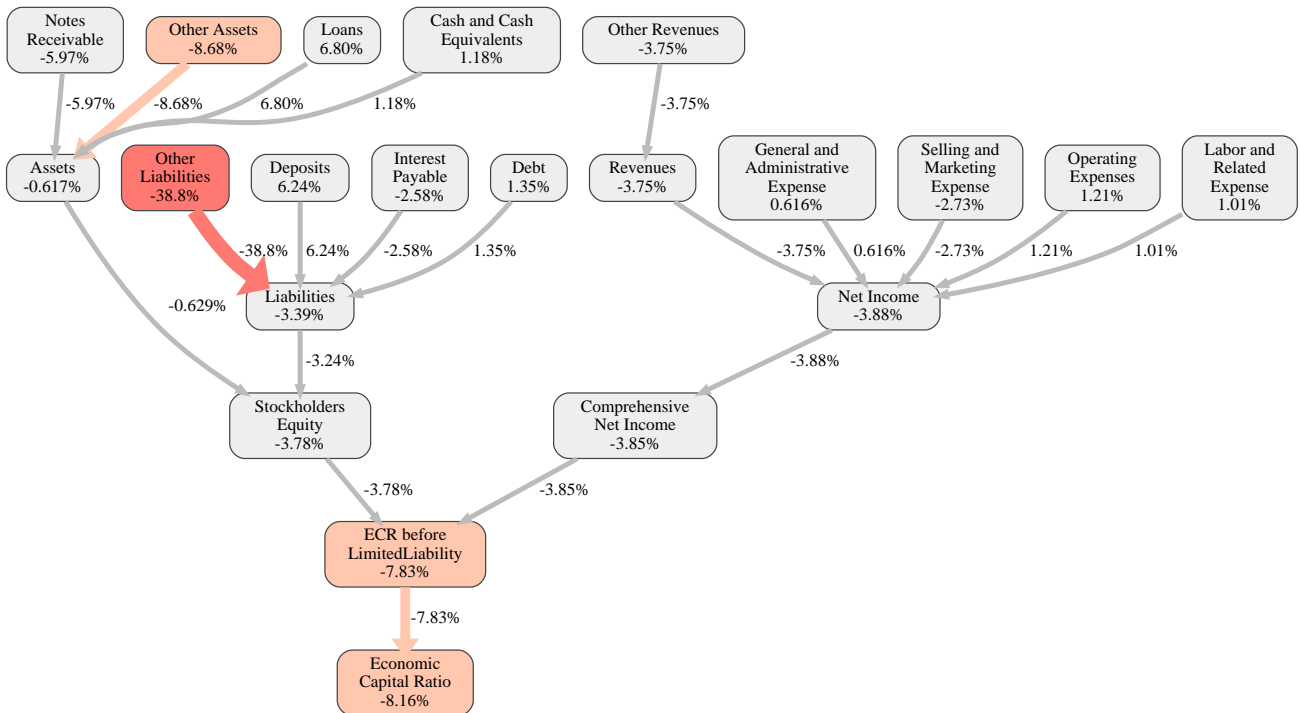 Notes
Receivable
-5.97%
Other Assets
-8.68%
Loans
6.80%
Cash and Cash
Equivalents
1.18%
Other Revenues
-3.75%
-5.97%
-8.68%
6.80%
1.18%
-3.75%
Assets
-0.617%
Other
Liabilities
-38.8%
Deposits
6.24%
Interest
Payable
-2.58%
Debt
1.35%
Revenues
-3.75%
General and
Administrative
Expense
0.616%
Selling and
Marketing
Expense
-2.73%
Operating
Expenses
1.21%
Labor and
Related
Expense
1.01%
-38.8%
6.24%
-2.58%
1.35%
-3.75%
0.616%
-2.73%
1.21%
1.01%
-0.629%
Liabilities
-3.39%
Net Income
-3.88%
-3.24%
-3.88%
Stockholders
Equity
-3.78%
Comprehensive
Net Income
-3.85%
-3.78%
-3.85%
ECR before
LimitedLiability
-7.83%
-7.83%
Economic
Capital Ratio
-8.16%